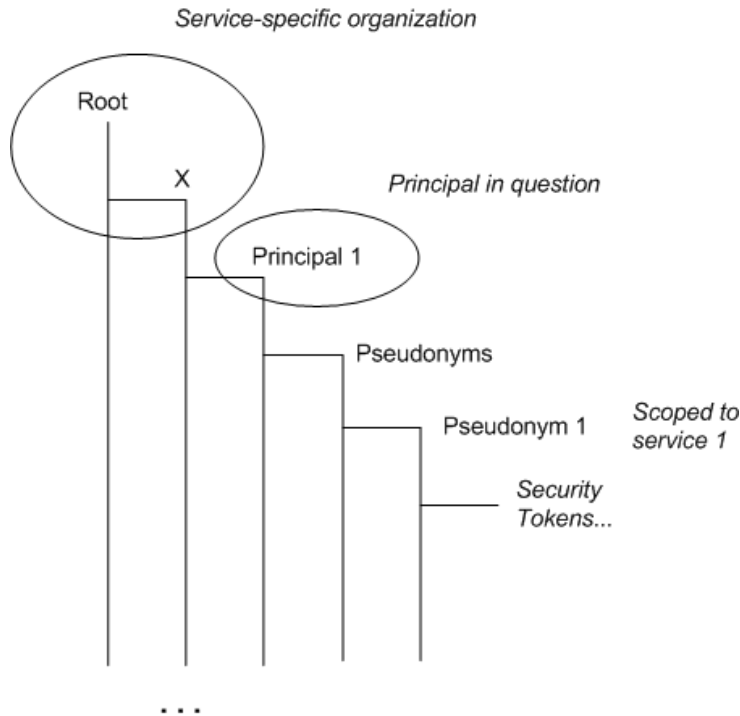 Service-specific organization
Root
X
Principal in question
Principal 1
Pseudonyms
Pseudonym 1
Scoped to
service 1
Security
Tokens...
...